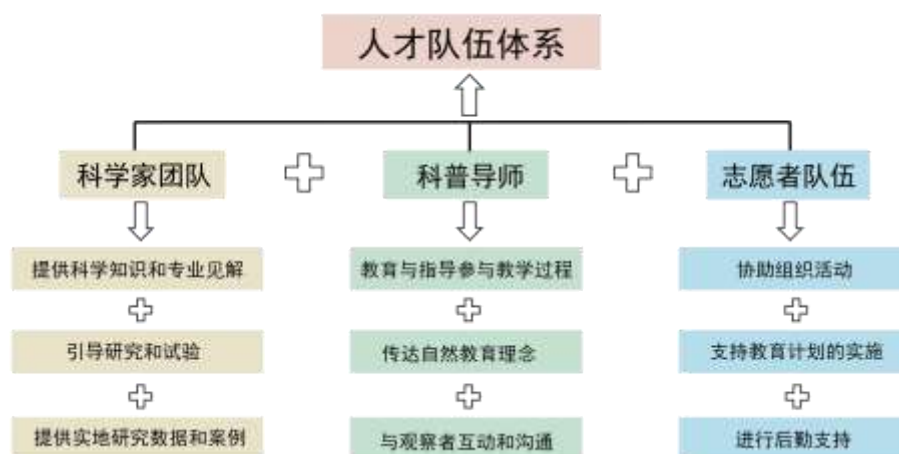 人才队伍体系
科学家团队
科普导师
志愿者队伍
提供科学知识和专业见解
教育与指导参与教学过程
协助组织活动
引导研究和试验
传达自然教育理念
支持教育计划的实施
提供实地研究数据和案例
与观察者互动和沟通
进行后勤支持